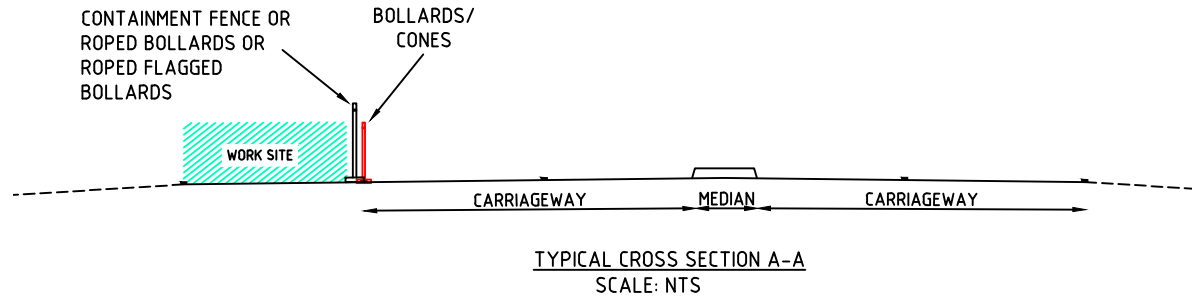 CONTAINMENT FENCE OR
ROPED BOLLARDS OR
ROPED FLAGGED
BOLLARDS
BOLLARDS/
CONES
WORK SITE
CARRIAGEWAY
MEDIAN
CARRIAGEWAY
TYPICAL CROSS SECTION A-A
SCALE: NTS